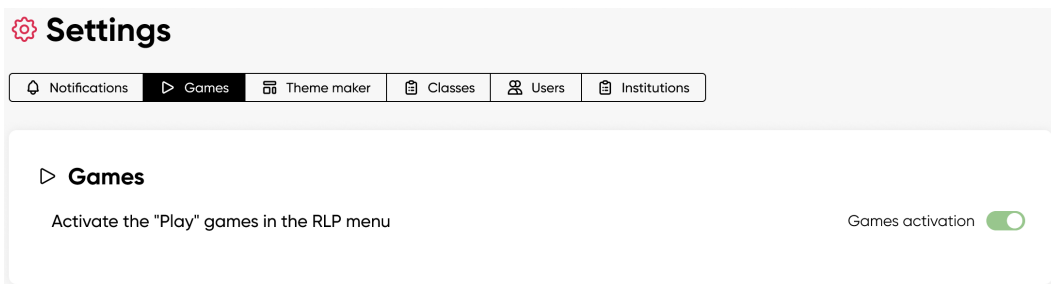 Settings
Notifications Games Theme maker Classes Users Institutions
Games
Activate the "Play" games in the RLP menu Games activation